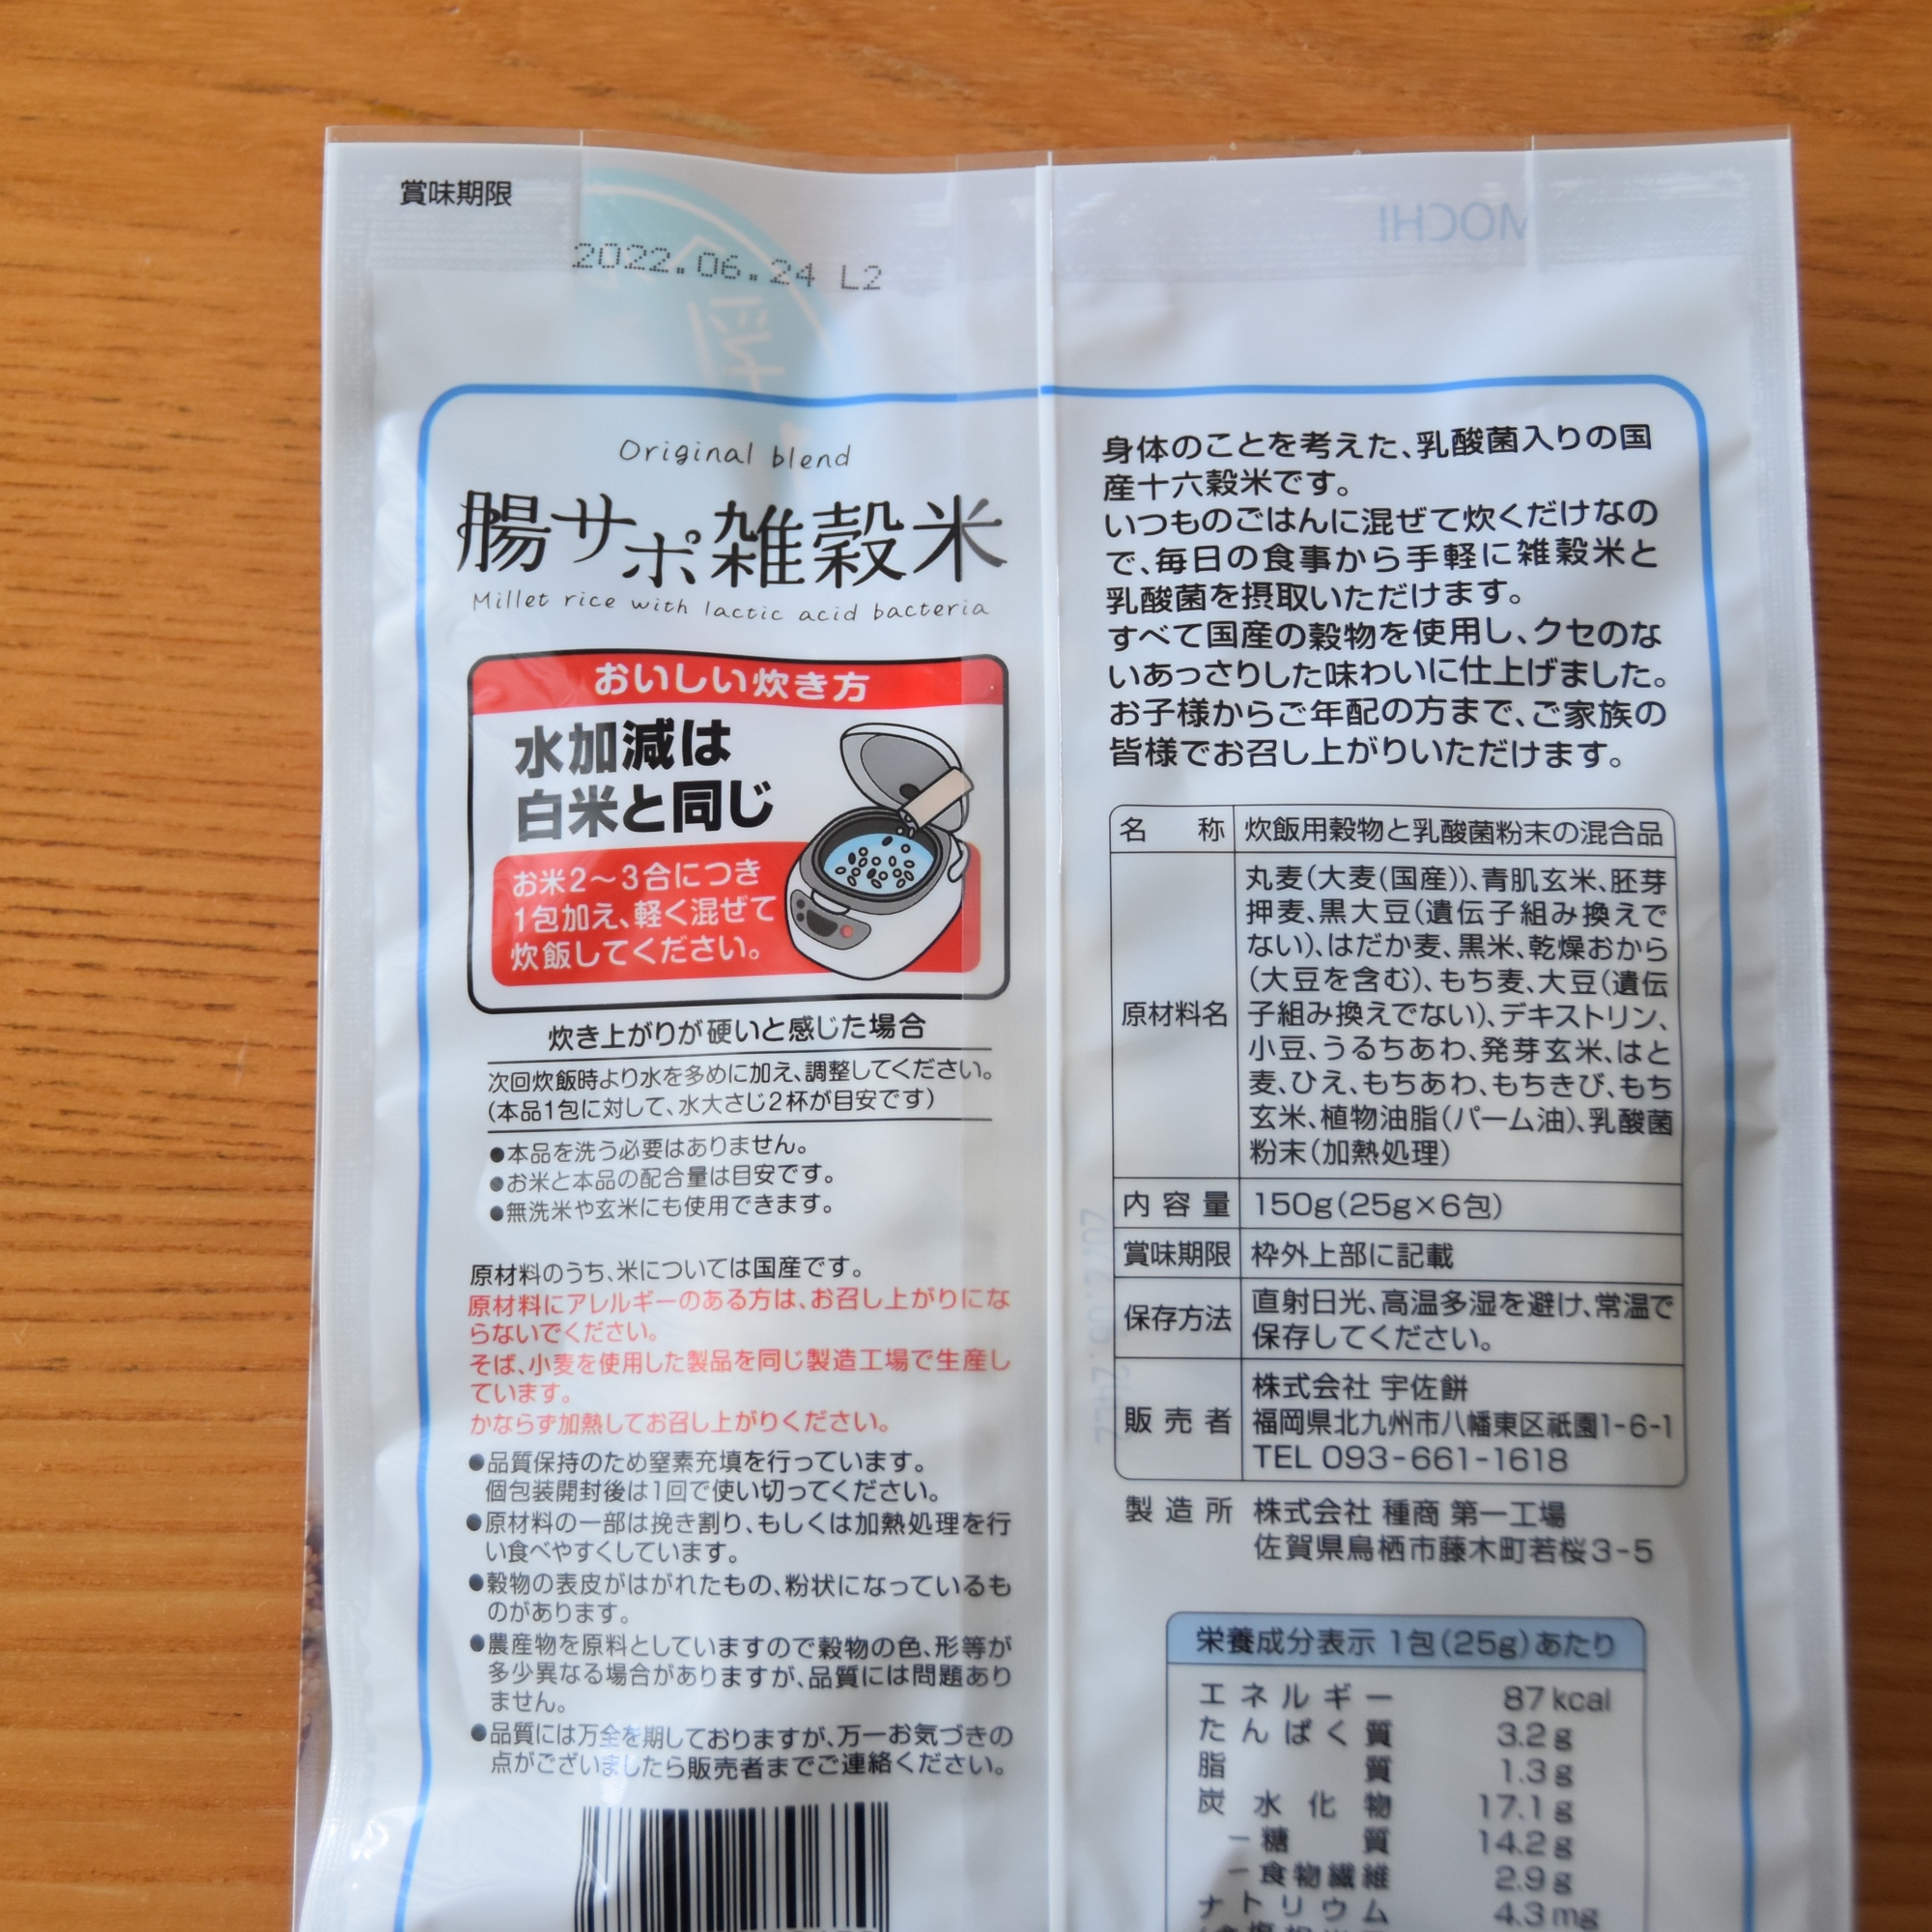 賞味期限
2022.06.24 L2
MOCHI
乳
Original blend
腸サポ雑穀米
Millet rice with lactic acid bacteria
おいしい炊き方
水加減は
白米と同じ
お米2〜3合につき
1包加え、軽く混ぜて
炊飯してください。
炊き上がりが硬いと感じた場合
次回炊飯時より水を多めに加え、調整してください。
(本品1包に対して、水大さじ2杯が目安です)
●本品を洗う必要はありません。
●お米と本品の配合量は目安です。
●無洗米や玄米にも使用できます。
原材料のうち、米については国産です。
原材料にアレルギーのある方は、お召し上がりにな
らないでください。
そば、小麦を使用した製品を同じ製造工場で生産し
ています。
かならず加熱してお召し上がりください。
●品質保持のため窒素充填を行っています。
個包装開封後は1回で使い切ってください。
●原材料の一部は挽き割り、もしくは加熱処理を行
い食べやすくしています。
●穀物の表皮がはがれたもの、粉状になっているも
のがあります。
●農産物を原料としていますので穀物の色、形等が
多少異なる場合がありますが、品質には問題あり
ません。
●品質には万全を期しておりますが、万一お気づきの
点がございましたら販売者までご連絡ください。
身体のことを考えた、乳酸菌入りの国
産十六穀米です。
いつものごはんに混ぜて炊くだけなの
で、毎日の食事から手軽に雑穀米と
乳酸菌を摂取いただけます。
すべて国産の穀物を使用し、クセのな
いあっさりした味わいに仕上げました。
お子様からご年配の方まで、ご家族の
皆様でお召し上がりいただけます。
名称 炊飯用穀物と乳酸菌粉末の混合品
原材料名 丸麦(大麦(国産))、青肌玄米、胚芽
押麦、黒大豆(遺伝子組み換えで
ない)、はだか麦、黒米、乾燥おから
(大豆を含む)、もち麦、大豆(遺伝
子組み換えでない)、デキストリン、
小豆、うるちあわ、発芽玄米、はと
麦、ひえ、もちあわ、もちきび、もち
玄米、植物油脂(パーム油)、乳酸菌
粉末(加熱処理)
内容量 150g(25g×6包)
賞味期限 枠外上部に記載
保存方法 直射日光、高温多湿を避け、常温で
保存してください。
販売者 株式会社 宇佐餅
福岡県北九州市八幡東区祇園1-6-1
TEL 093-661-1618
製造所 株式会社 種商 第一工場
佐賀県鳥栖市藤木町若桜3-5
栄養成分表示 1包(25g)あたり
エネルギー 87kcal
たんぱく質 3.2g
脂質 1.3g
炭水化物 17.1g
－糖質 14.2g
－食物繊維 2.9g
ナトリウム 4.3mg